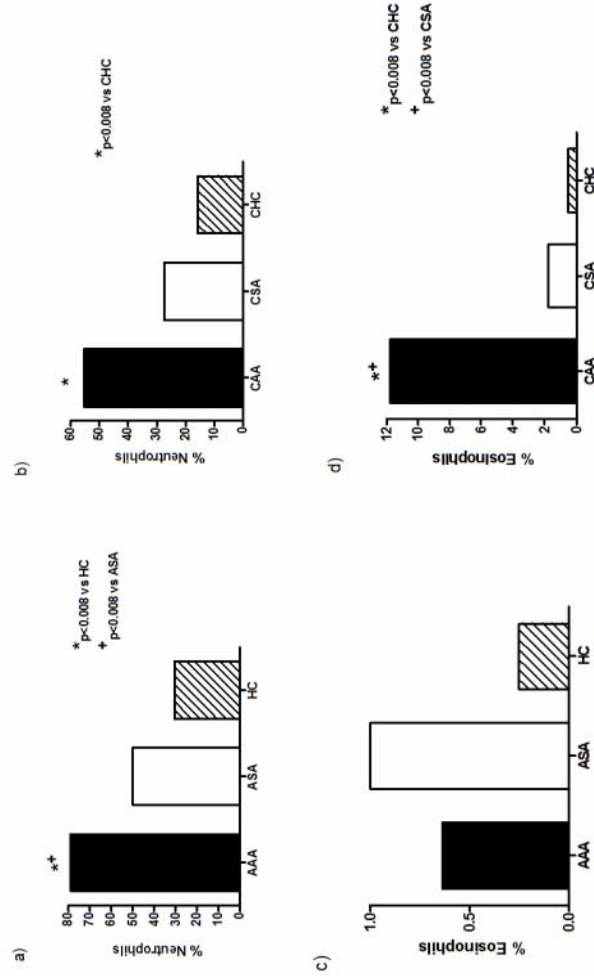 a)
% Neutrophils
80
70
60
50
40
30
20
10
0
*+
AAA
ASA
HC
*p<0.008 vs HC
+ p<0.008 vs ASA
b)
% Neutrophils
60
50
40
30
20
10
0
*
CAA
CSA
CHC
*p<0.008 vs CHC
c)
% Eosinophils
1.0
0.5
0.0
AAA
ASA
HC
d)
% Eosinophils
12
10
8
6
4
2
0
*+
CAA
CSA
CHC
*p<0.008 vs CHC
+ p<0.008 vs CSA